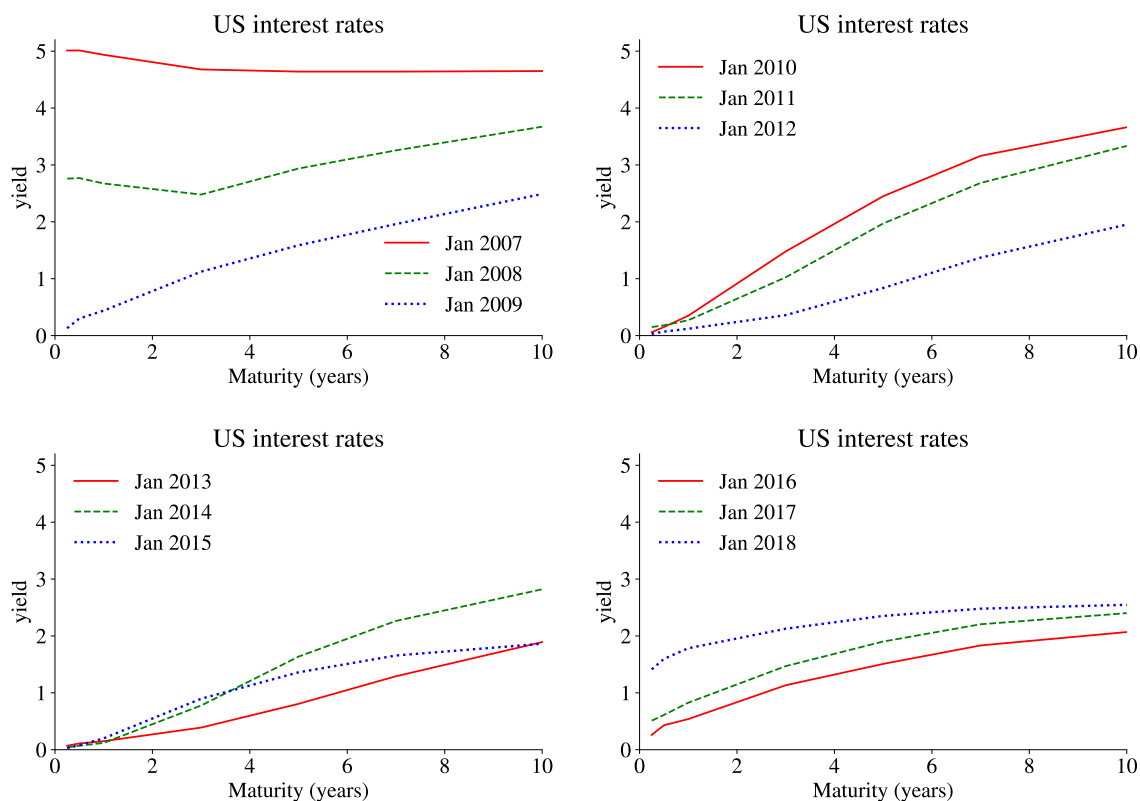 US interest rates
5
4
3
2
1
0
yield
Jan 2007
Jan 2008
Jan 2009
0 2 4 6 8 10
Maturity (years)
US interest rates
5
4
3
2
1
0
yield
Jan 2010
Jan 2011
Jan 2012
0 2 4 6 8 10
Maturity (years)
US interest rates
5
4
3
2
1
0
yield
Jan 2013
Jan 2014
Jan 2015
0 2 4 6 8 10
Maturity (years)
US interest rates
5
4
3
2
1
0
yield
Jan 2016
Jan 2017
Jan 2018
0 2 4 6 8 10
Maturity (years)